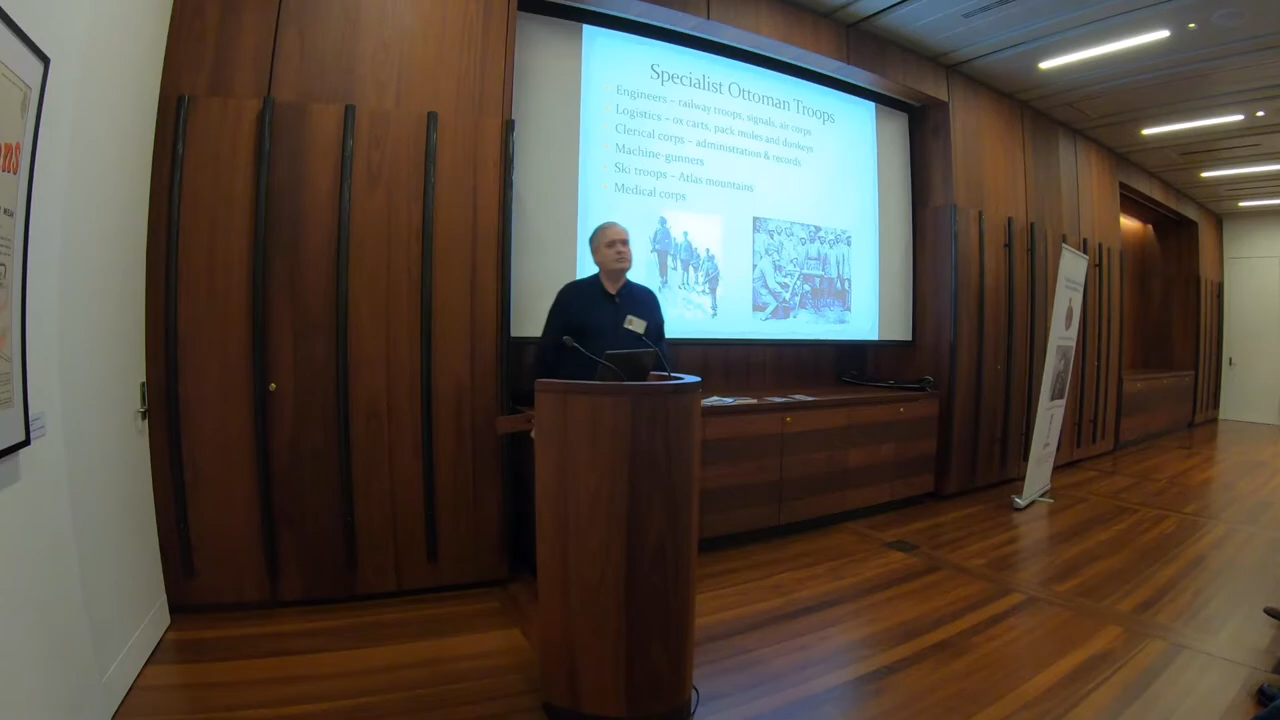 Specialist Ottoman Troops
Engineers – railway troops, signals, air corps
Logistics – ox carts, pack mules and donkeys
Clerical corps – administration & records
Machine-gunners
Ski troops – Atlas mountains
Medical corps